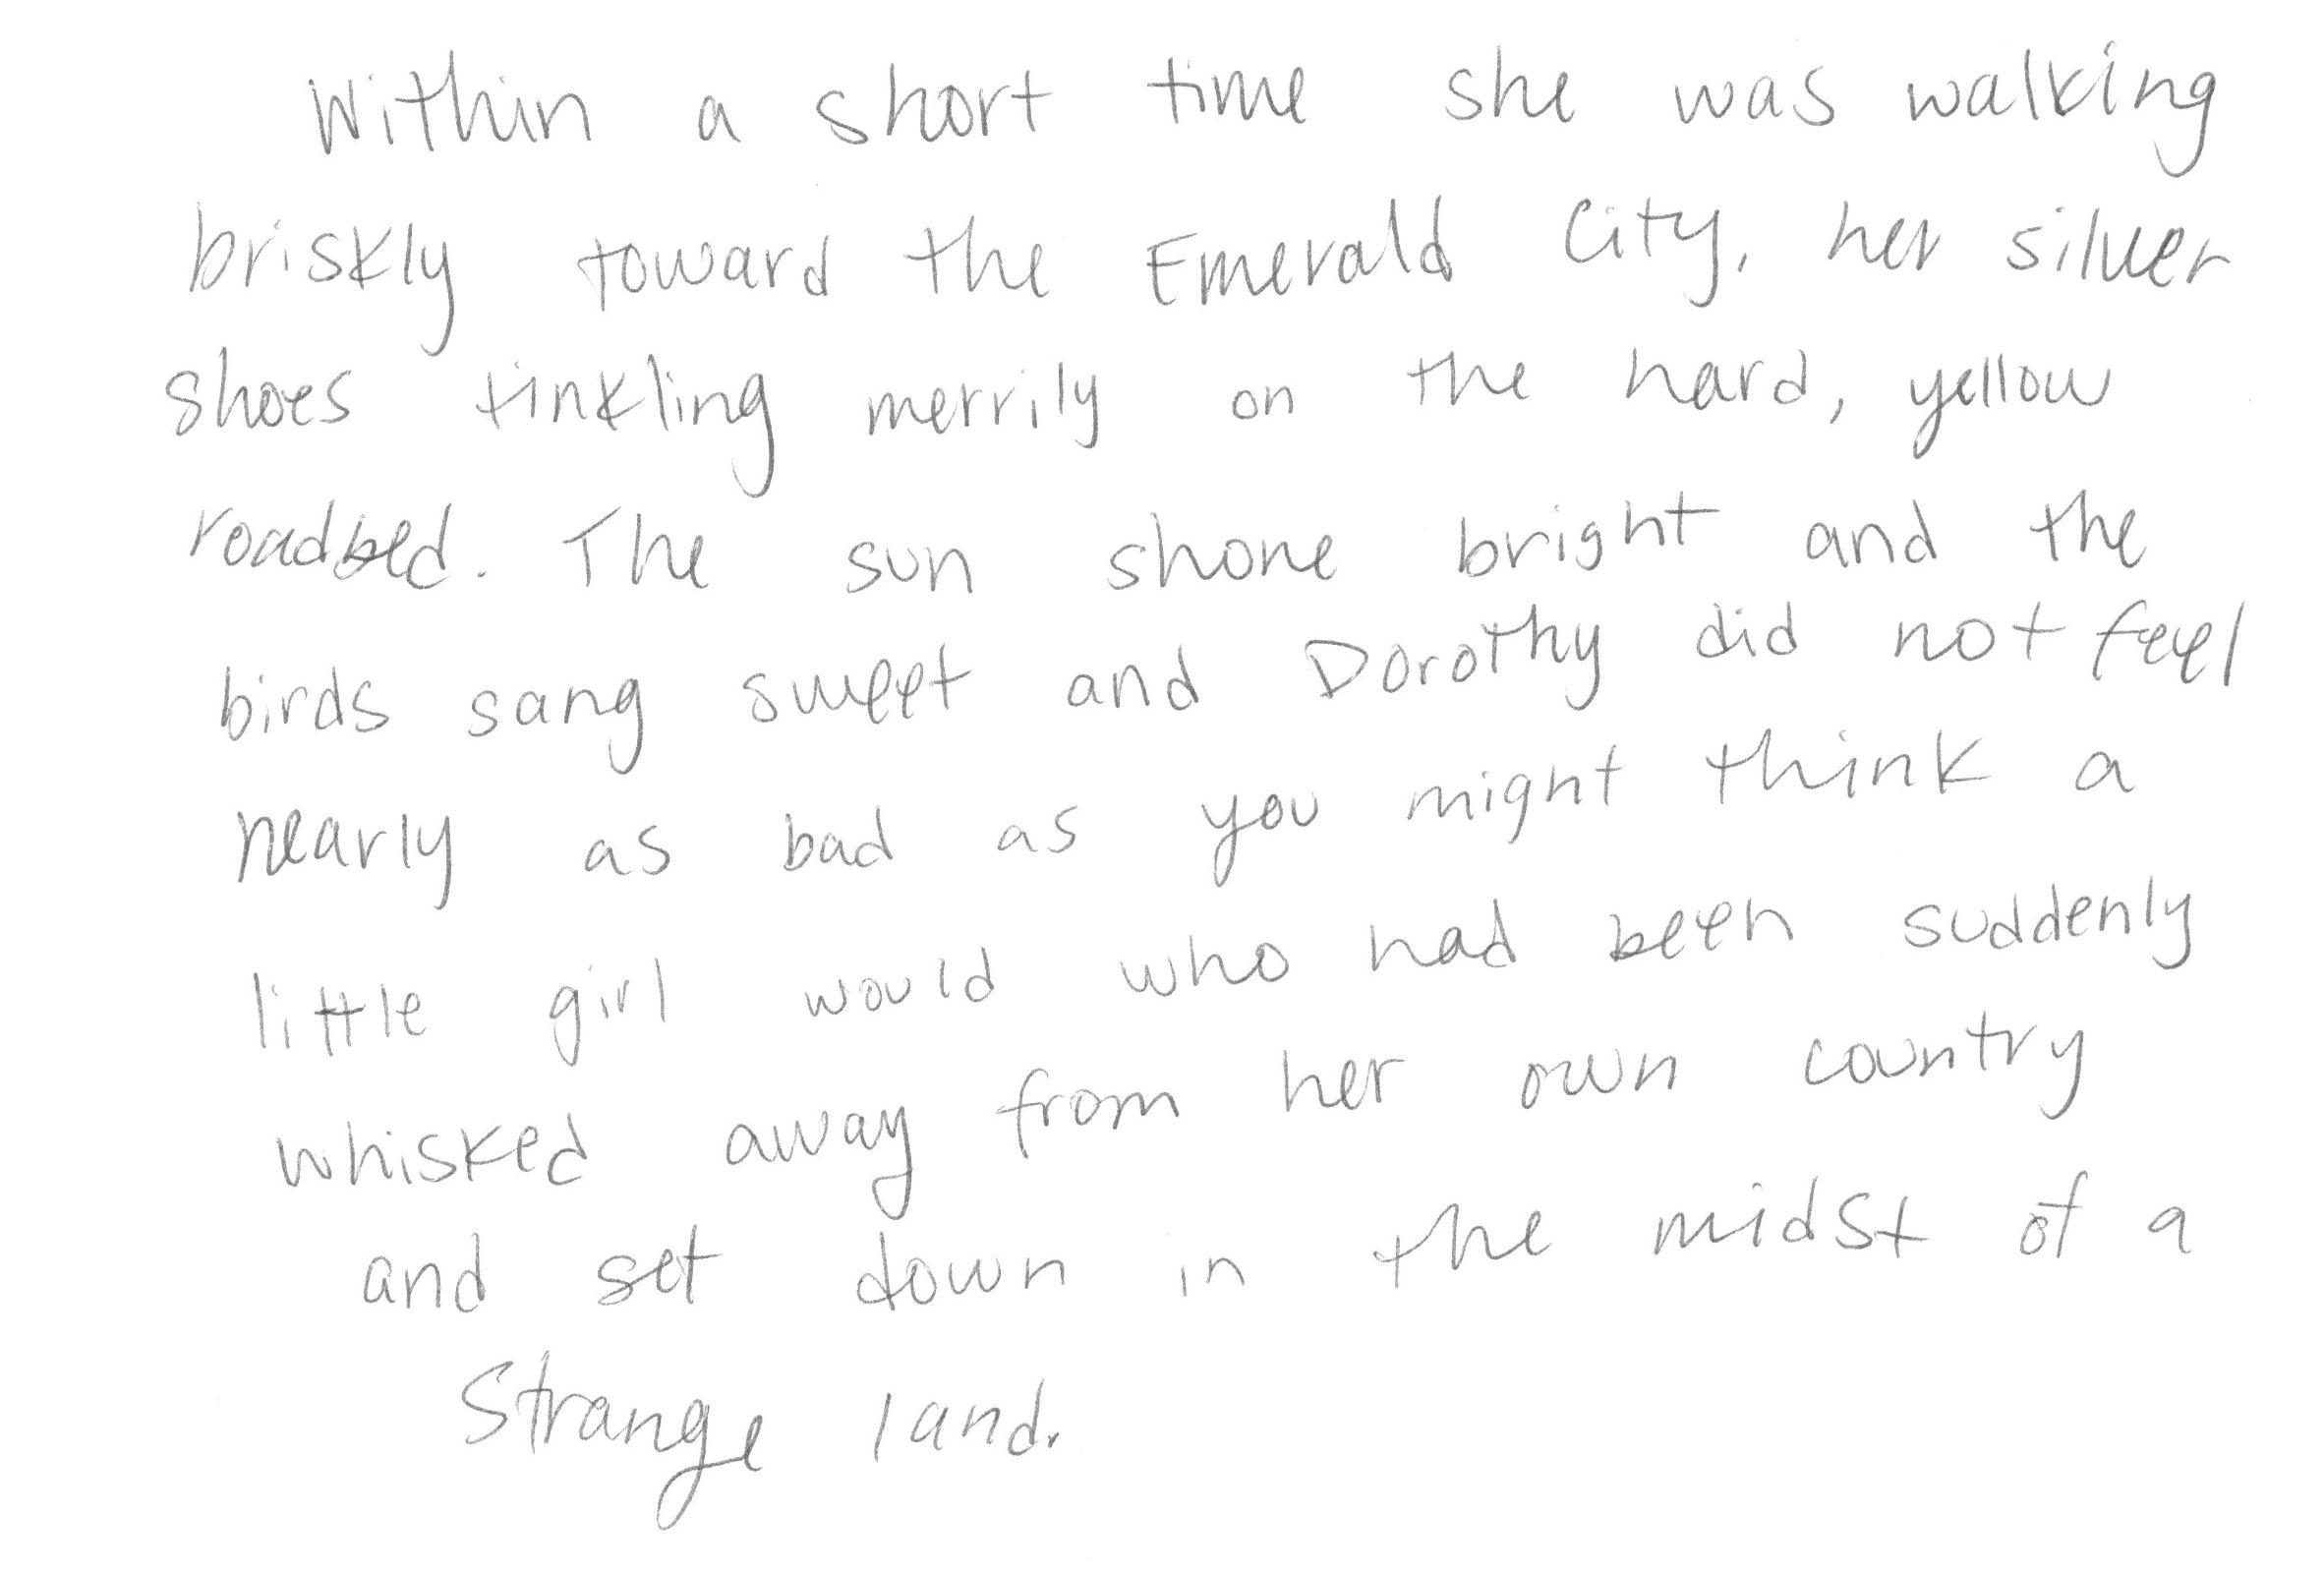 Within a short time she was walking
briskly toward the Emerald City, her silver
shoes tinkling merrily on the hard, yellow
roadbed. The sun shone bright and the
birds sang sweet and Dorothy did not feel
nearly as bad as you might think a
little girl would who had been suddenly
whisked away from her own country
and set down in the midst of a
strange land.